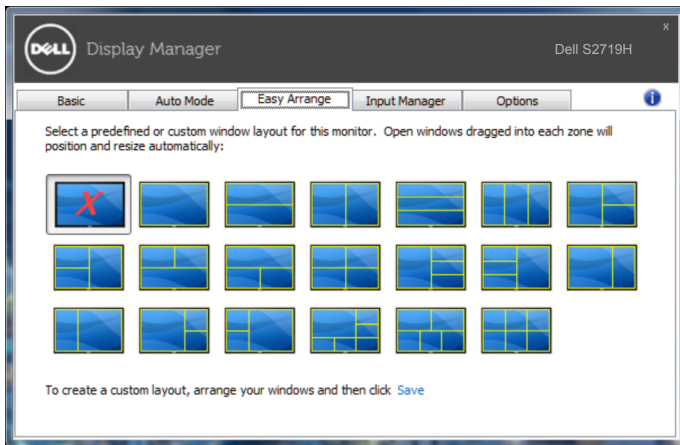 x
DELL Display Manager Dell S2719H
Basic Auto Mode Easy Arrange Input Manager Options i
Select a predefined or custom window layout for this monitor. Open windows dragged into each zone will
position and resize automatically:
X
To create a custom layout, arrange your windows and then click Save